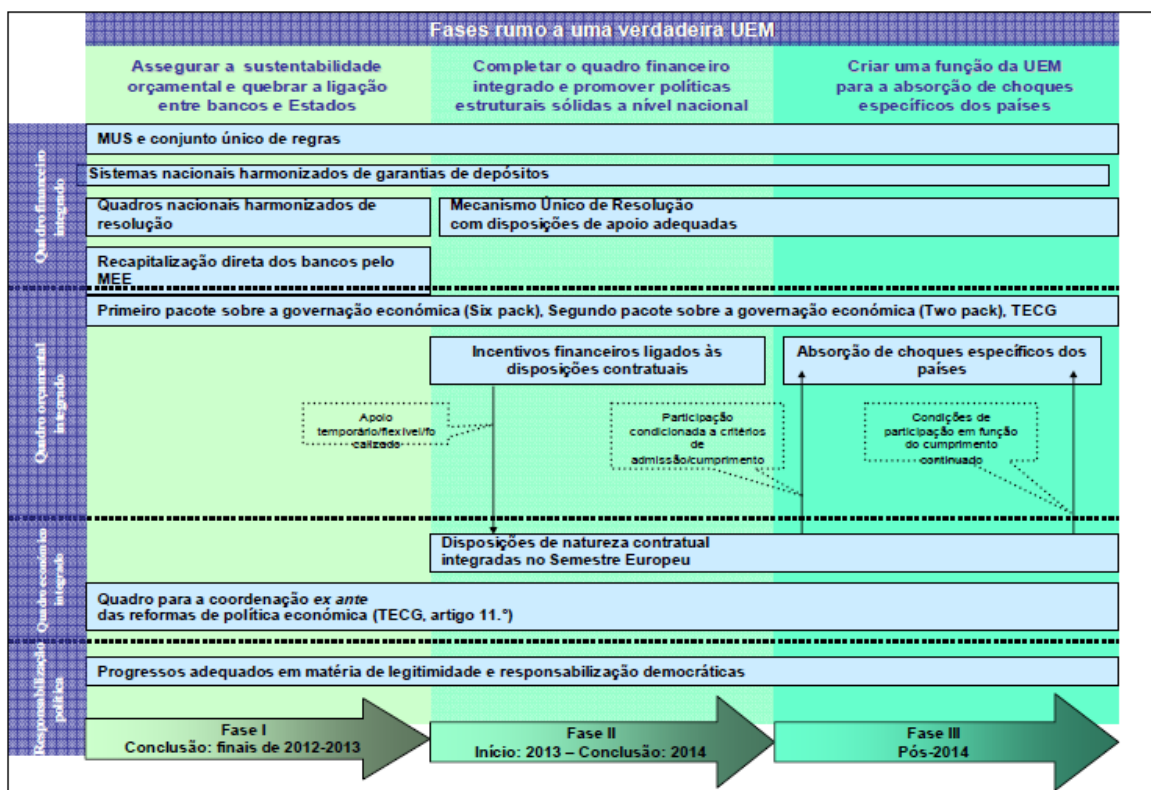 Fases rumo a uma verdadeira UEM
Assegurar a sustentabilidade
orçamental e quebrar a ligação
entre bancos e Estados
Completar o quadro financeiro
integrado e promover políticas
estruturais sólidas a nível nacional
Criar uma função da UEM
para a absorção de choques
específicos dos países
Quadro financeiro
integrado
MUS e conjunto único de regras
Sistemas nacionais harmonizados de garantias de depósitos
Quadros nacionais harmonizados de
resolução
Mecanismo Único de Resolução
com disposições de apoio adequadas
Recapitalização direta dos bancos pelo
MEE
Quadro orçamental
integrado
Primeiro pacote sobre a governação económica (Six pack), Segundo pacote sobre a governação económica (Two pack), TECG
Incentivos financeiros ligados às
disposições contratuais
Absorção de choques específicos dos
países
Apoio
temporário/flexível/fo
calizado
Participação
condicionada a critérios
de
admissão/cumprimento
Condições de
participação em função
do cumprimento
continuado
Quadro económico
integrado
Disposições de natureza contratual
integradas no Semestre Europeu
Quadro para a coordenação ex ante
das reformas de política económica (TECG, artigo 11.º)
Responsabilização
política
Progressos adequados em matéria de legitimidade e responsabilização democráticas
Fase I
Conclusão: finais de 2012-2013
Fase II
Início: 2013 – Conclusão: 2014
Fase III
Pós-2014